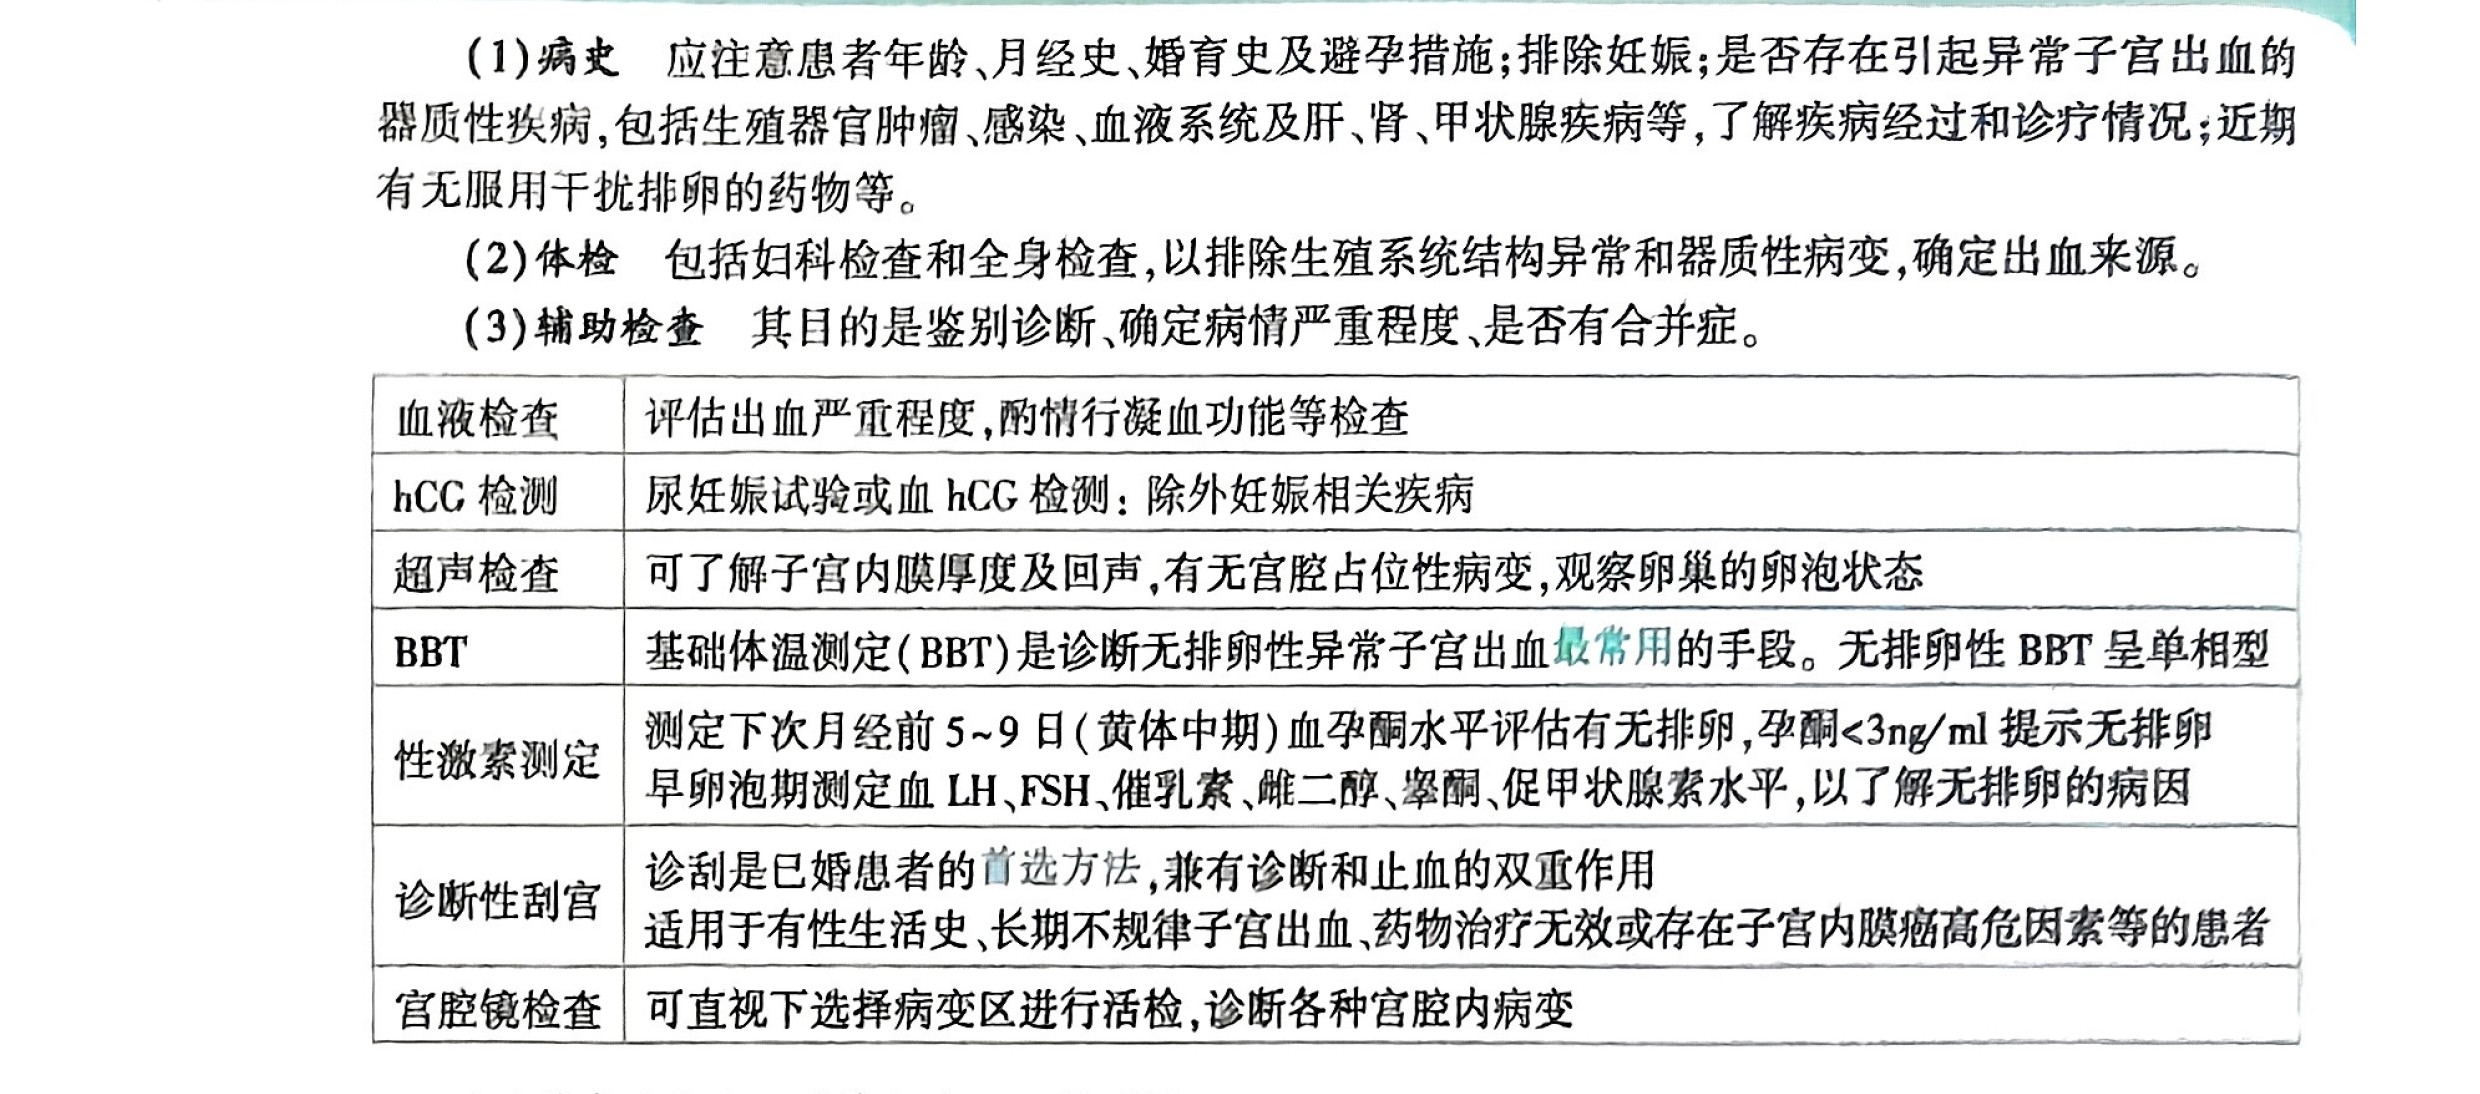 (1)病史　应注意患者年龄、月经史、婚育史及避孕措施;排除妊娠;是否存在引起异常子宫出血的
器质性疾病,包括生殖器官肿瘤、感染、血液系统及肝、肾、甲状腺疾病等,了解疾病经过和诊疗情况;近期
有无服用干扰排卵的药物等。
(2)体检　包括妇科检查和全身检查,以排除生殖系统结构异常和器质性病变,确定出血来源。
(3)辅助检查　其目的是鉴别诊断、确定病情严重程度、是否有合并症。
血液检查　评估出血严重程度,酌情行凝血功能等检查
hCG 检测　尿妊娠试验或血 hCG 检测：除外妊娠相关疾病
超声检查　可了解子宫内膜厚度及回声,有无宫腔占位性病变,观察卵巢的卵泡状态
BBT　基础体温测定(BBT)是诊断无排卵性异常子宫出血最常用的手段。无排卵性 BBT 呈单相型
性激素测定　测定下次月经前 5~9 日(黄体中期)血孕酮水平评估有无排卵,孕酮<3ng/ml 提示无排卵
早卵泡期测定血 LH、FSH、催乳素、雌二醇、睾酮、促甲状腺素水平,以了解无排卵的病因
诊断性刮宫　诊刮是已婚患者的首选方法,兼有诊断和止血的双重作用
适用于有性生活史、长期不规律子宫出血、药物治疗无效或存在子宫内膜癌高危因素等的患者
宫腔镜检查　可直视下选择病变区进行活检,诊断各种宫腔内病变